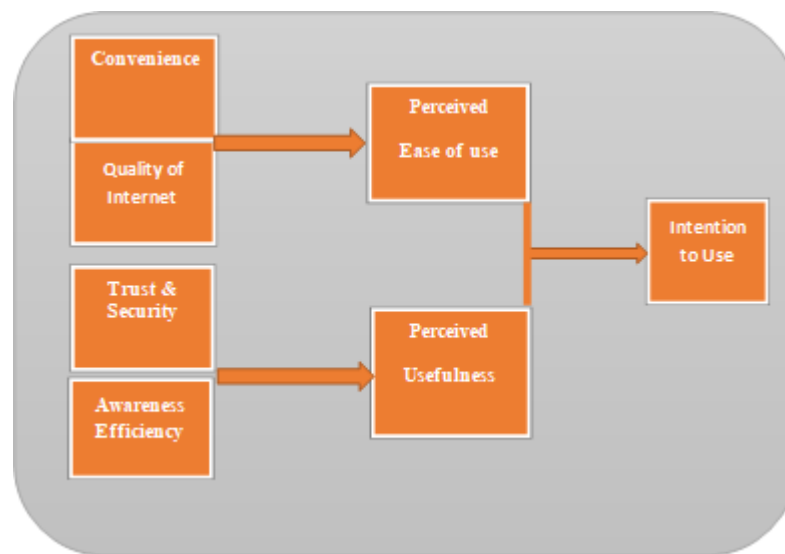 Convenience
Quality of
Internet
Trust &
Security
Awareness
Efficiency
Perceived
Ease of use
Perceived
Usefulness
Intention
to Use